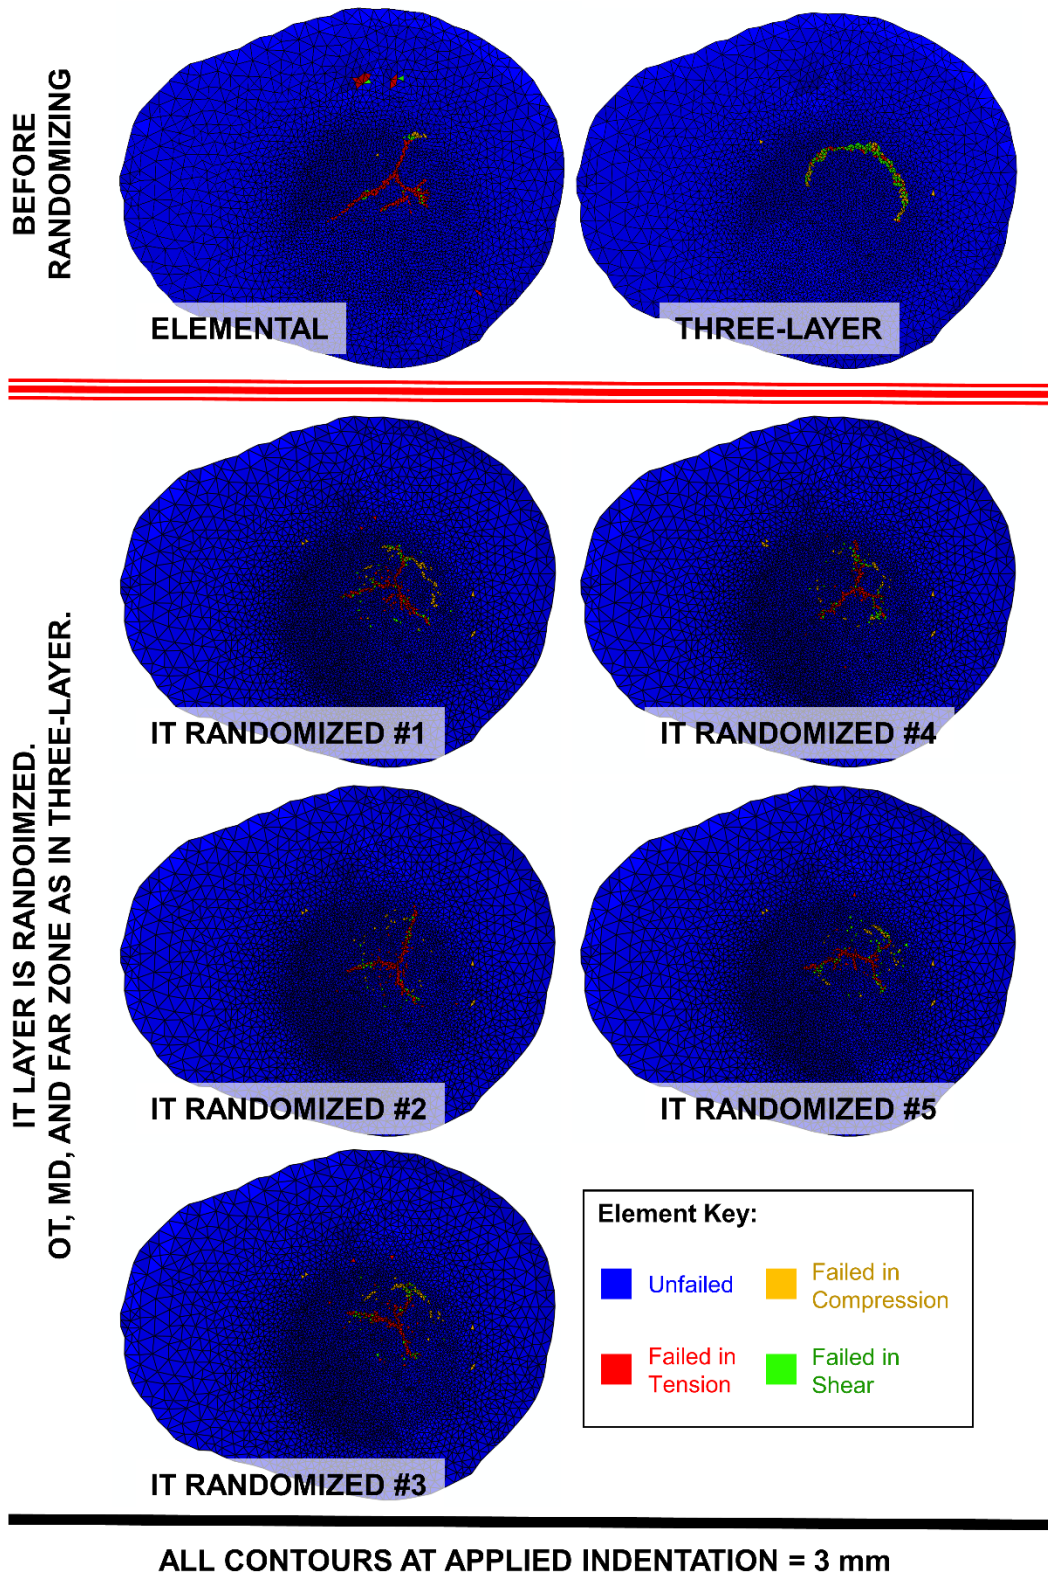 BEFORE
RANDOMIZING
ELEMENTAL
THREE-LAYER
IT LAYER IS RANDOIMZED.
OT, MD, AND FAR ZONE AS IN THREE-LAYER.
IT RANDOMIZED #1
IT RANDOMIZED #4
IT RANDOMIZED #2
IT RANDOMIZED #5
IT RANDOMIZED #3
Element Key:
Unfailed
Failed in
Compression
Failed in
Tension
Failed in
Shear
ALL CONTOURS AT APPLIED INDENTATION = 3 mm